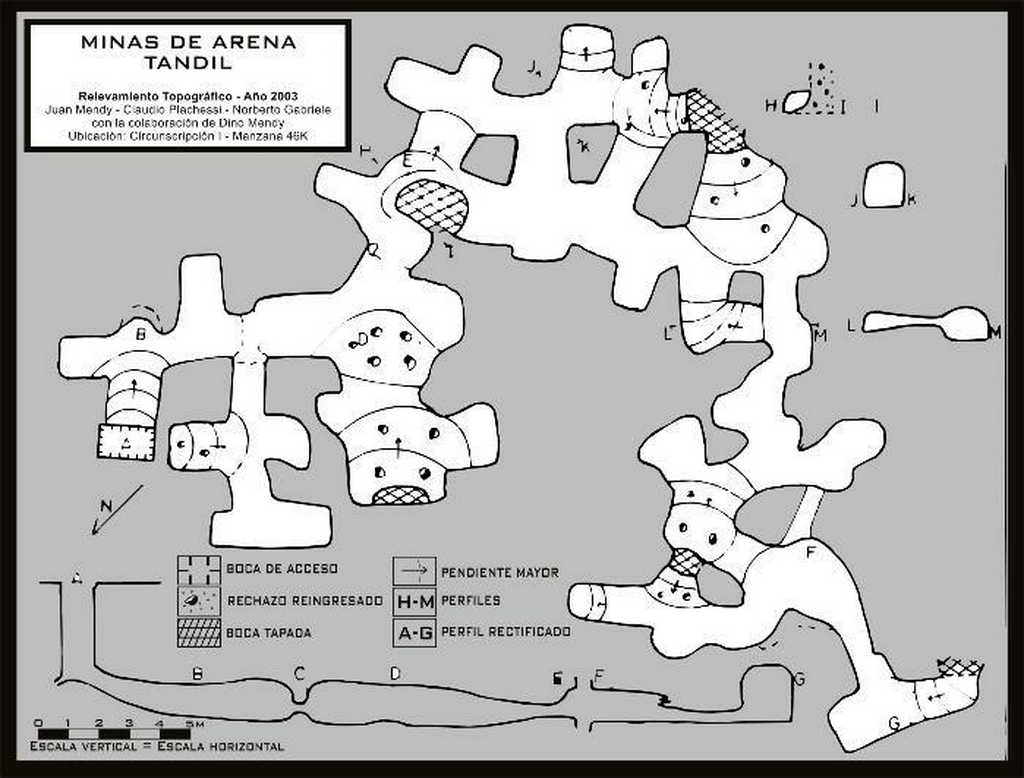 MINAS DE ARENA
TANDIL
Relevamiento Topográfico - Año 2003
Juan Mendy - Claudio Plachessi - Norberto Gabriele
con la colaboración de Dino Mendy
Ubicación: Circunscripción I - Manzana 46K
J
H I I
K
H
E
J K
L M
B
D
L M
N
F
G
BOCA DE ACCESO
RECHAZO REINGRESADO
BOCA TAPADA
PENDIENTE MAYOR
H-M PERFILES
A-G PERFIL RECTIFICADO
A
B C D E F G
0 1 2 3 4 5M
ESCALA VERTICAL = ESCALA HORIZONTAL